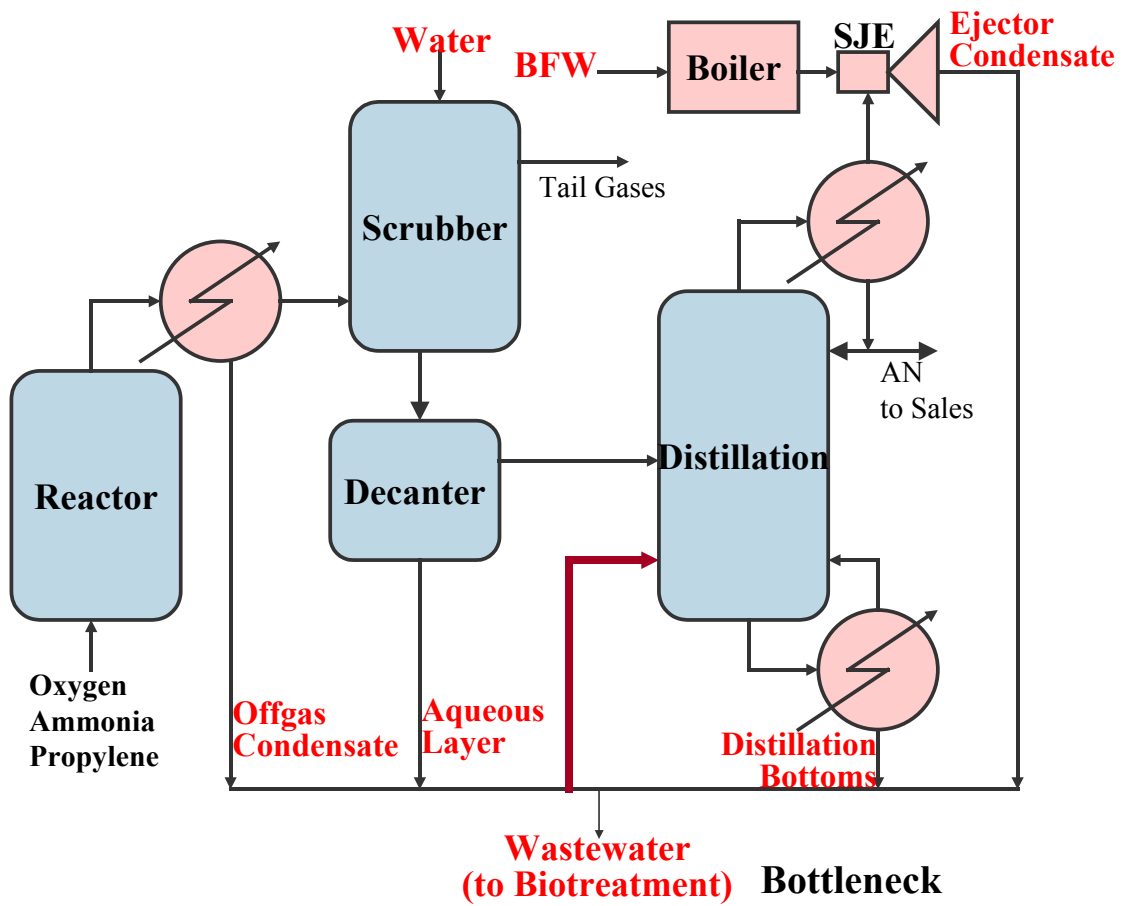 Water
BFW
Boiler
SJE
Ejector
Condensate
Scrubber
Tail Gases
Reactor
Decanter
Distillation
AN
to Sales
Oxygen
Ammonia
Propylene
Offgas
Condensate
Aqueous
Layer
Distillation
Bottoms
Wastewater
(to Biotreatment)
Bottleneck